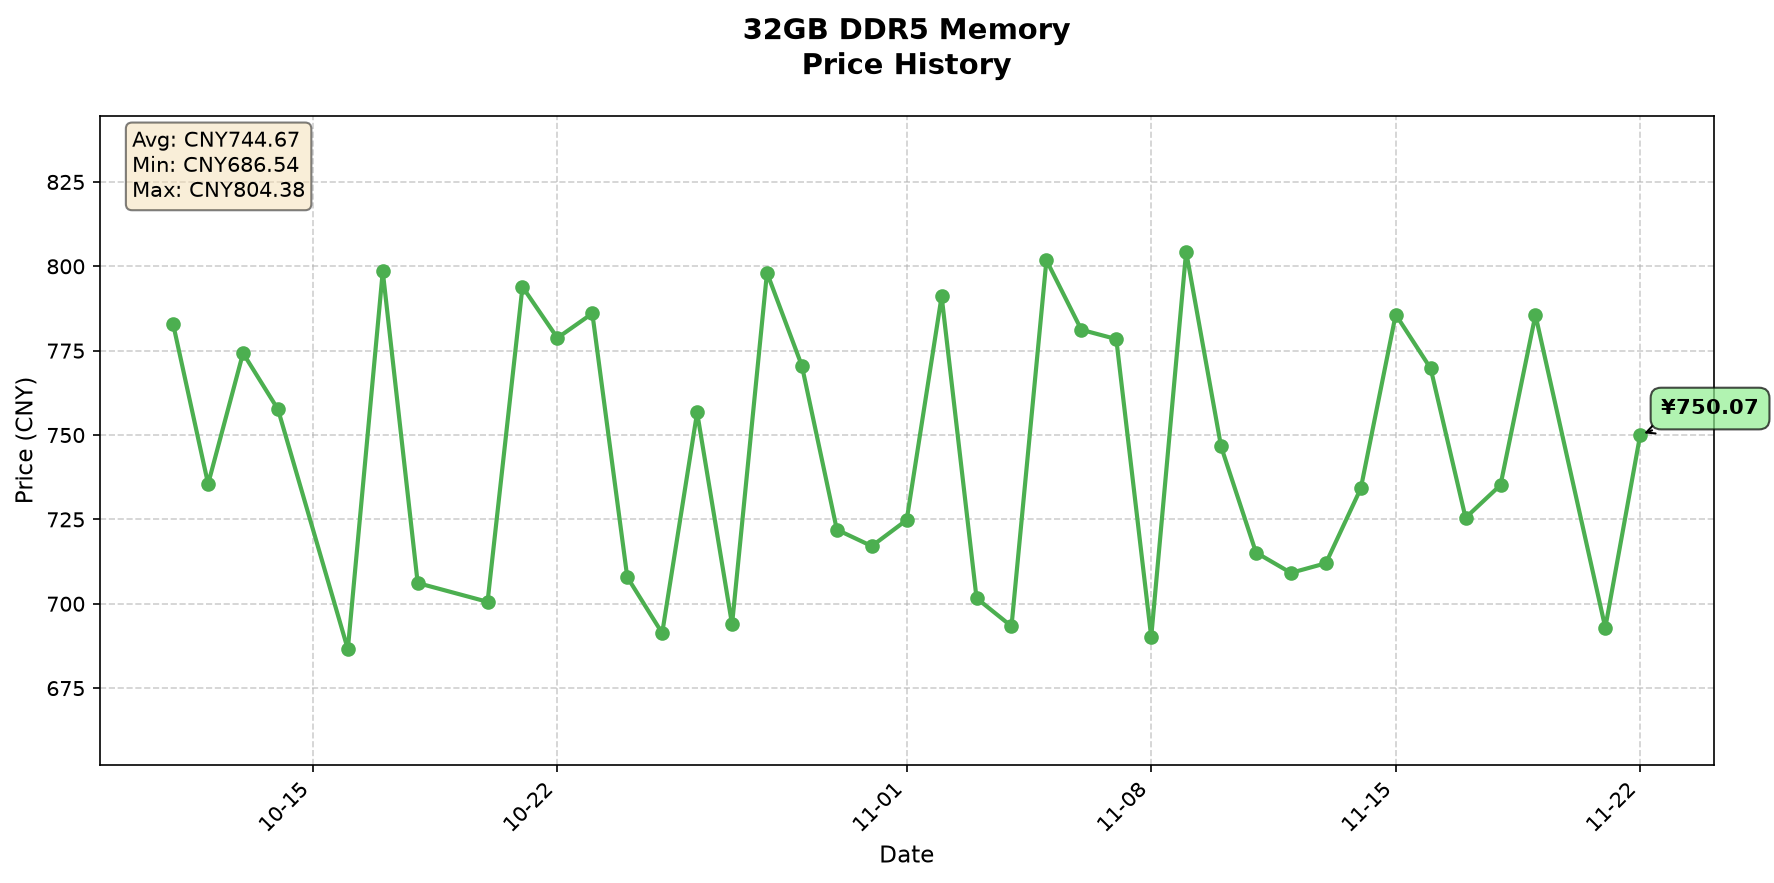 32GB DDR5 Memory
Price History
Avg: CNY744.67
Min: CNY686.54
Max: CNY804.38
825
800
775
750
725
700
675
Price (CNY)
¥750.07
10-15
10-22
11-01
11-08
11-15
11-22
Date